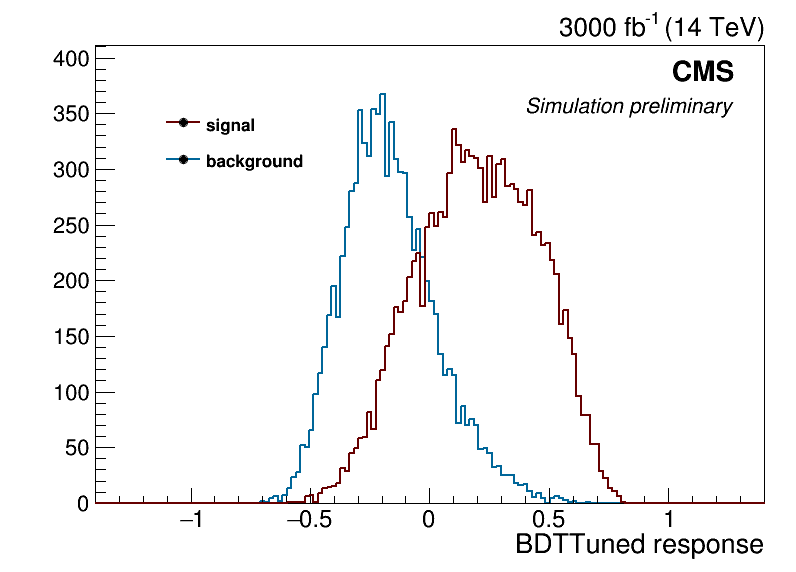 3000 fb-1 (14 TeV)
CMS
Simulation preliminary
signal
background
400
350
300
250
200
150
100
50
0
−1
−0.5
0
0.5
1
BDTTuned response